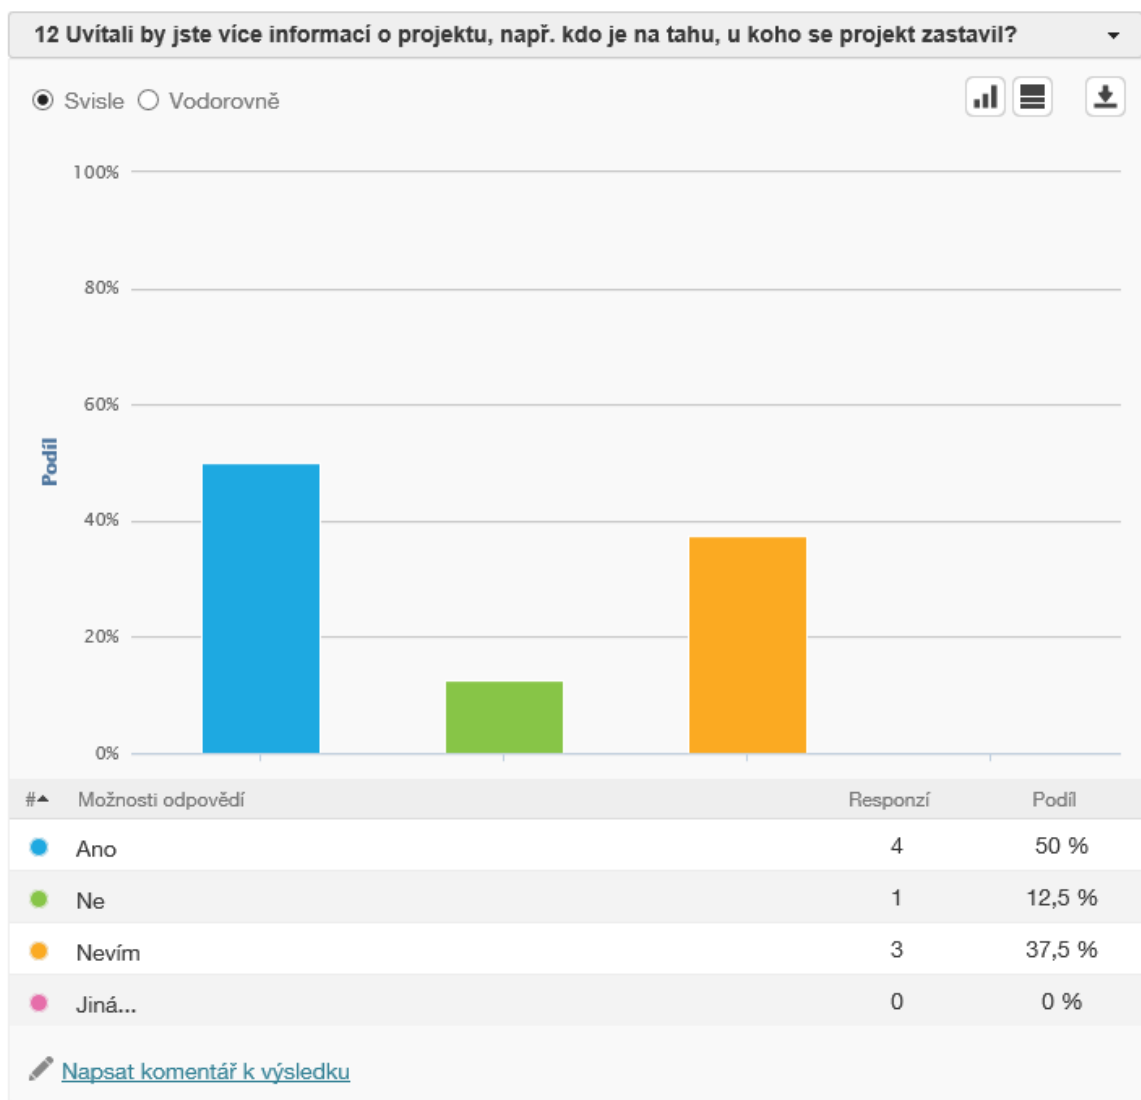 12 Uvítali by jste více informací o projektu, např. kdo je na tahu, u koho se projekt zastavil?
Svisle Vodorovně
100%
80%
60%
Podíl
40%
20%
0%
# Možnosti odpovědí Responzí Podíl
Ano 4 50 %
Ne 1 12,5 %
Nevím 3 37,5 %
Jiná... 0 0 %
Napsat komentář k výsledku